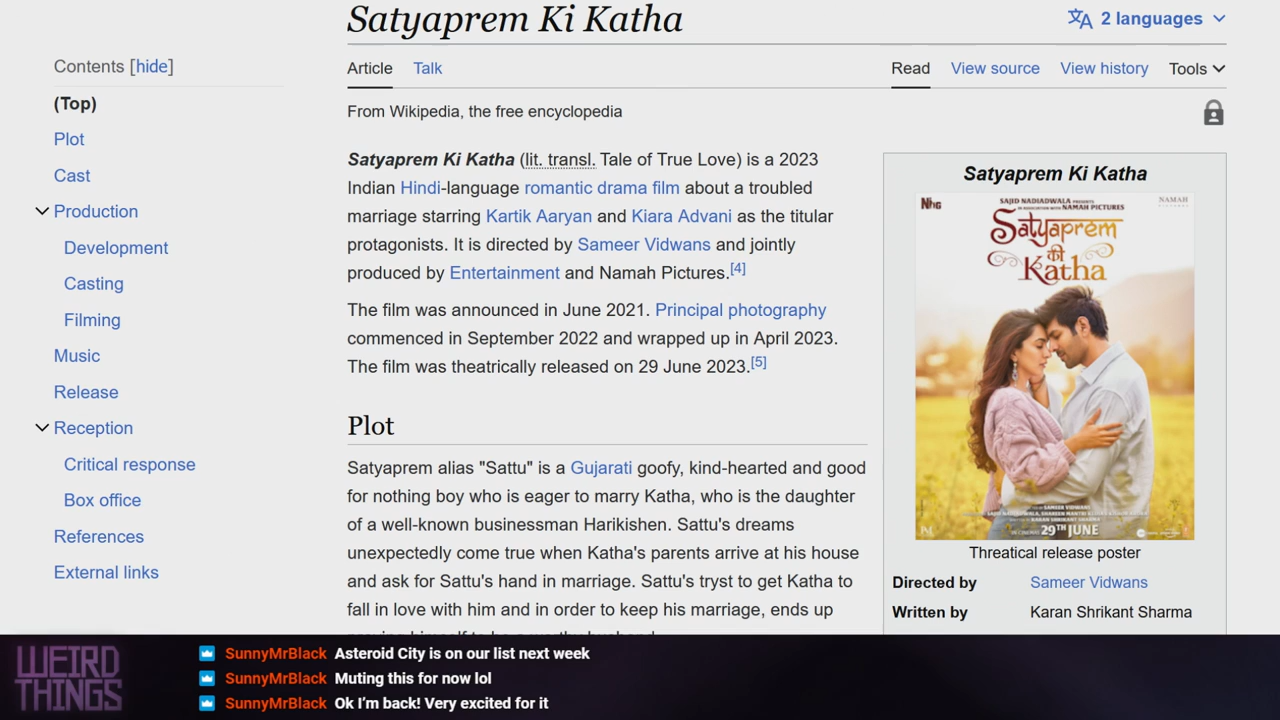 Satyaprem Ki Katha
2 languages
Contents [hide]
(Top)
Plot
Cast
Production
Development
Casting
Filming
Music
Release
Reception
Critical response
Box office
References
External links
Article Talk
Read View source View history Tools
From Wikipedia, the free encyclopedia
Satyaprem Ki Katha (lit. transl. Tale of True Love) is a 2023
Indian Hindi-language romantic drama film about a troubled
marriage starring Kartik Aaryan and Kiara Advani as the titular
protagonists. It is directed by Sameer Vidwans and jointly
produced by Entertainment and Namah Pictures.[4]
The film was announced in June 2021. Principal photography
commenced in September 2022 and wrapped up in April 2023.
The film was theatrically released on 29 June 2023.[5]
Plot
Satyaprem alias "Sattu" is a Gujarati goofy, kind-hearted and good
for nothing boy who is eager to marry Katha, who is the daughter
of a well-known businessman Harikishen. Sattu's dreams
unexpectedly come true when Katha's parents arrive at his house
and ask for Sattu's hand in marriage. Sattu's tryst to get Katha to
fall in love with him and in order to keep his marriage, ends up
Satyaprem Ki Katha
SAJID NADIADWALA PRESENTS
NAMAH PICTURES
NAMAH
Satyaprem
की
Katha
SAMEER VIDWANS
KARAN SHRIKANT SHARMA
29TH JUNE
Threatical release poster
Directed by Sameer Vidwans
Written by Karan Shrikant Sharma
WEIRD
THINGS
SunnyMrBlack Asteroid City is on our list next week
SunnyMrBlack Muting this for now lol
SunnyMrBlack Ok I'm back! Very excited for it